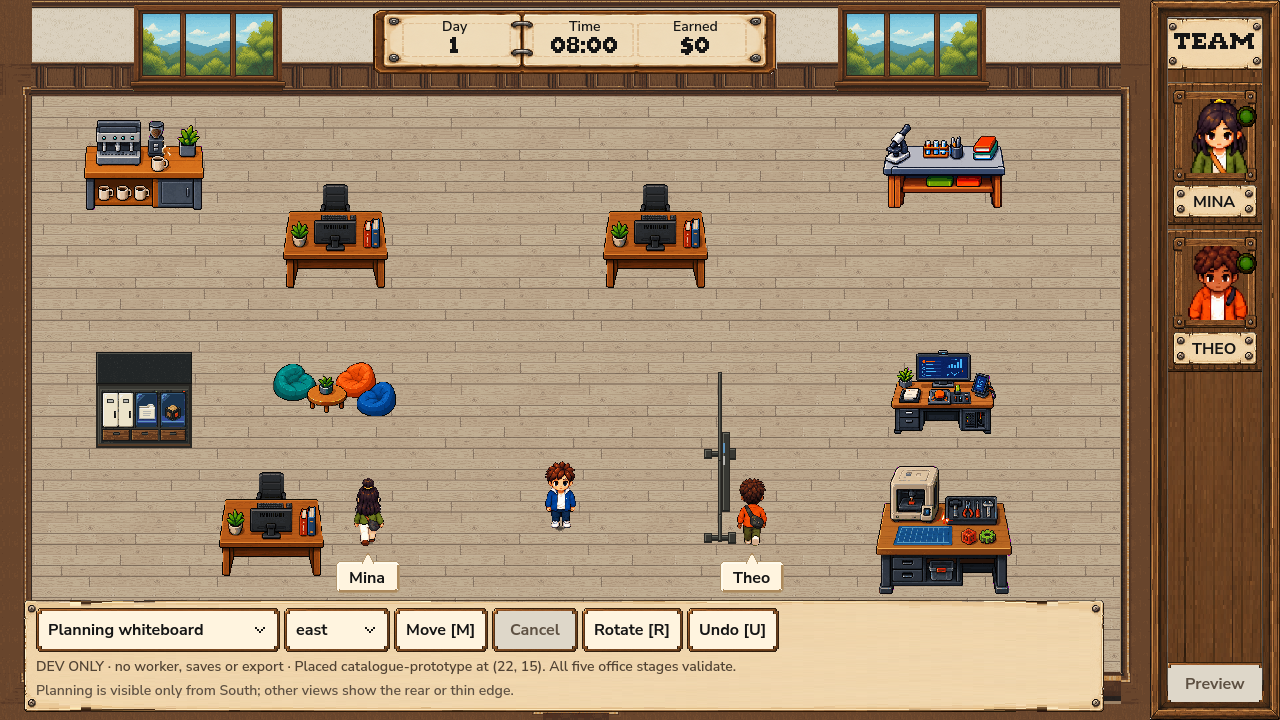 Day
1
Time
08:00
Earned
$0
TEAM
MINA
THEO
Mina
Theo
Planning whiteboard
east
Move [M]
Cancel
Rotate [R]
Undo [U]
DEV ONLY · no worker, saves or export · Placed catalogue-prototype at (22, 15). All five office stages validate.
Planning is visible only from South; other views show the rear or thin edge.
Preview